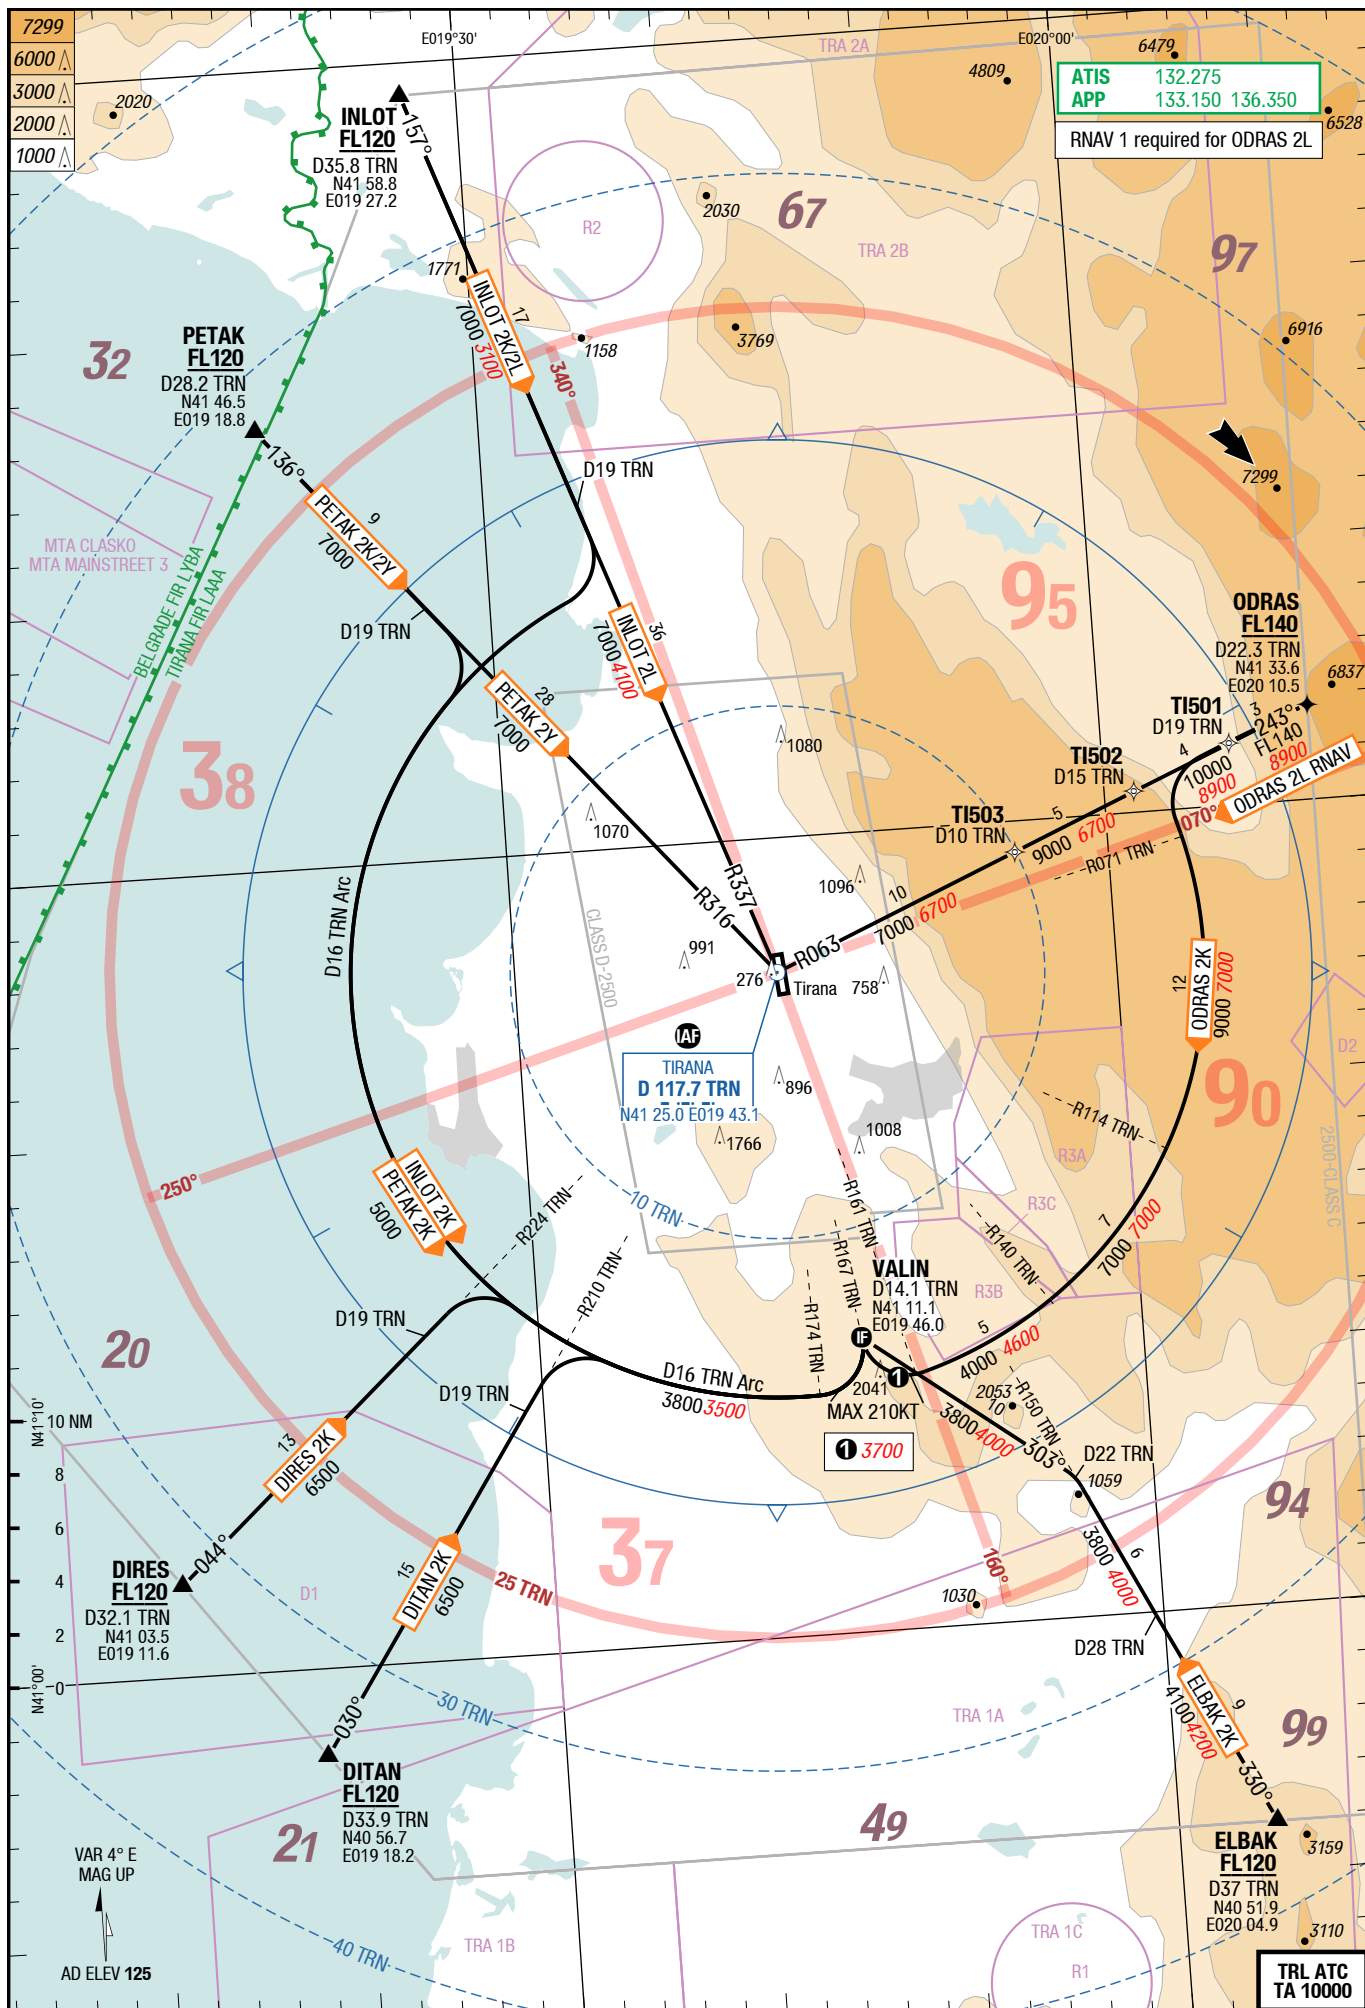 7299
6000
3000
2000
1000
E019°30'
E020°00'
TRA 2A
4809
6479
ATIS 132.275
APP 133.150 136.350
6528
RNAV 1 required for ODRAS 2L
2020
INLOT
FL120
D35.8 TRN
N41 58.8
E019 27.2
157°
R2
2030
67
TRA 2B
97
1771
INLOT 2K/2L
17
7000 3100
1158
3769
6916
340°
32
PETAK
FL120
D28.2 TRN
N41 46.5
E019 18.8
136°
PETAK 2K/2Y
9
7000
D19 TRN
D19 TRN
7299
MTA CLASKO
MTA MAINSTREET 3
BELGRADE FIR LYBA
TIRANA FIR LAAA
95
ODRAS
FL140
D22.3 TRN
N41 33.6
E020 10.5
6837
INLOT 2L
36
7000 4100
PETAK 2Y
28
7000
TI501
D19 TRN
3
243°
FL140
8900
TI502
D15 TRN
4
10000
8900
ODRAS 2L RNAV
TI503
D10 TRN
5
9000 6700
070°
R071 TRN
38
1080
1070
1096
10
7000 6700
R337
R316
R063
D16 TRN Arc
CLASS D-2500
991
276
Tirana
758
ODRAS 2K
12
9000 7000
D2
IAF
TIRANA
D 117.7 TRN
N41 25.0 E019 43.1
896
90
R114 TRN
1766
1008
R3A
2500-CLASS C
250°
INLOT 2K
PETAK 2K
5000
R224 TRN
10 TRN
R161 TRN
R167 TRN
R3C
R140 TRN
7
7000 7000
VALIN
D14.1 TRN
N41 11.1
E019 46.0
R3B
R210 TRN
R174 TRN
IF
D19 TRN
20
D19 TRN
D16 TRN Arc
3800 3500
2041
1
MAX 210KT
1 3700
5
4000 4600
2053
10
R150 TRN
3800 4000
303°
D22 TRN
1059
N41°10'
10 NM
8
6
4
2
0
N41°00'
DIRES 2K
13
6500
044°
DIRES
FL120
D32.1 TRN
N41 03.5
E019 11.6
D1
DITAN 2K
15
6500
25 TRN
37
160°
1030
3800 4000
6
94
D28 TRN
030°
30 TRN
TRA 1A
ELBAK 2K
9
4100 4200
99
330°
DITAN
FL120
D33.9 TRN
N40 56.7
E019 18.2
21
49
ELBAK
FL120
D37 TRN
N40 51.9
E020 04.9
3159
3110
VAR 4° E
MAG UP
AD ELEV 125
40 TRN
TRA 1B
TRA 1C
R1
TRL ATC
TA 10000